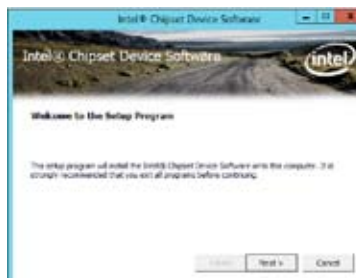 Intel® Chipset Device Software
Intel® Chipset Device Software
intel
Welcome to the Setup Program
The setup program will install the Intel® Chipset Device Software onto this computer. It is
strongly recommended that you exit all programs before continuing.
Next >
Cancel